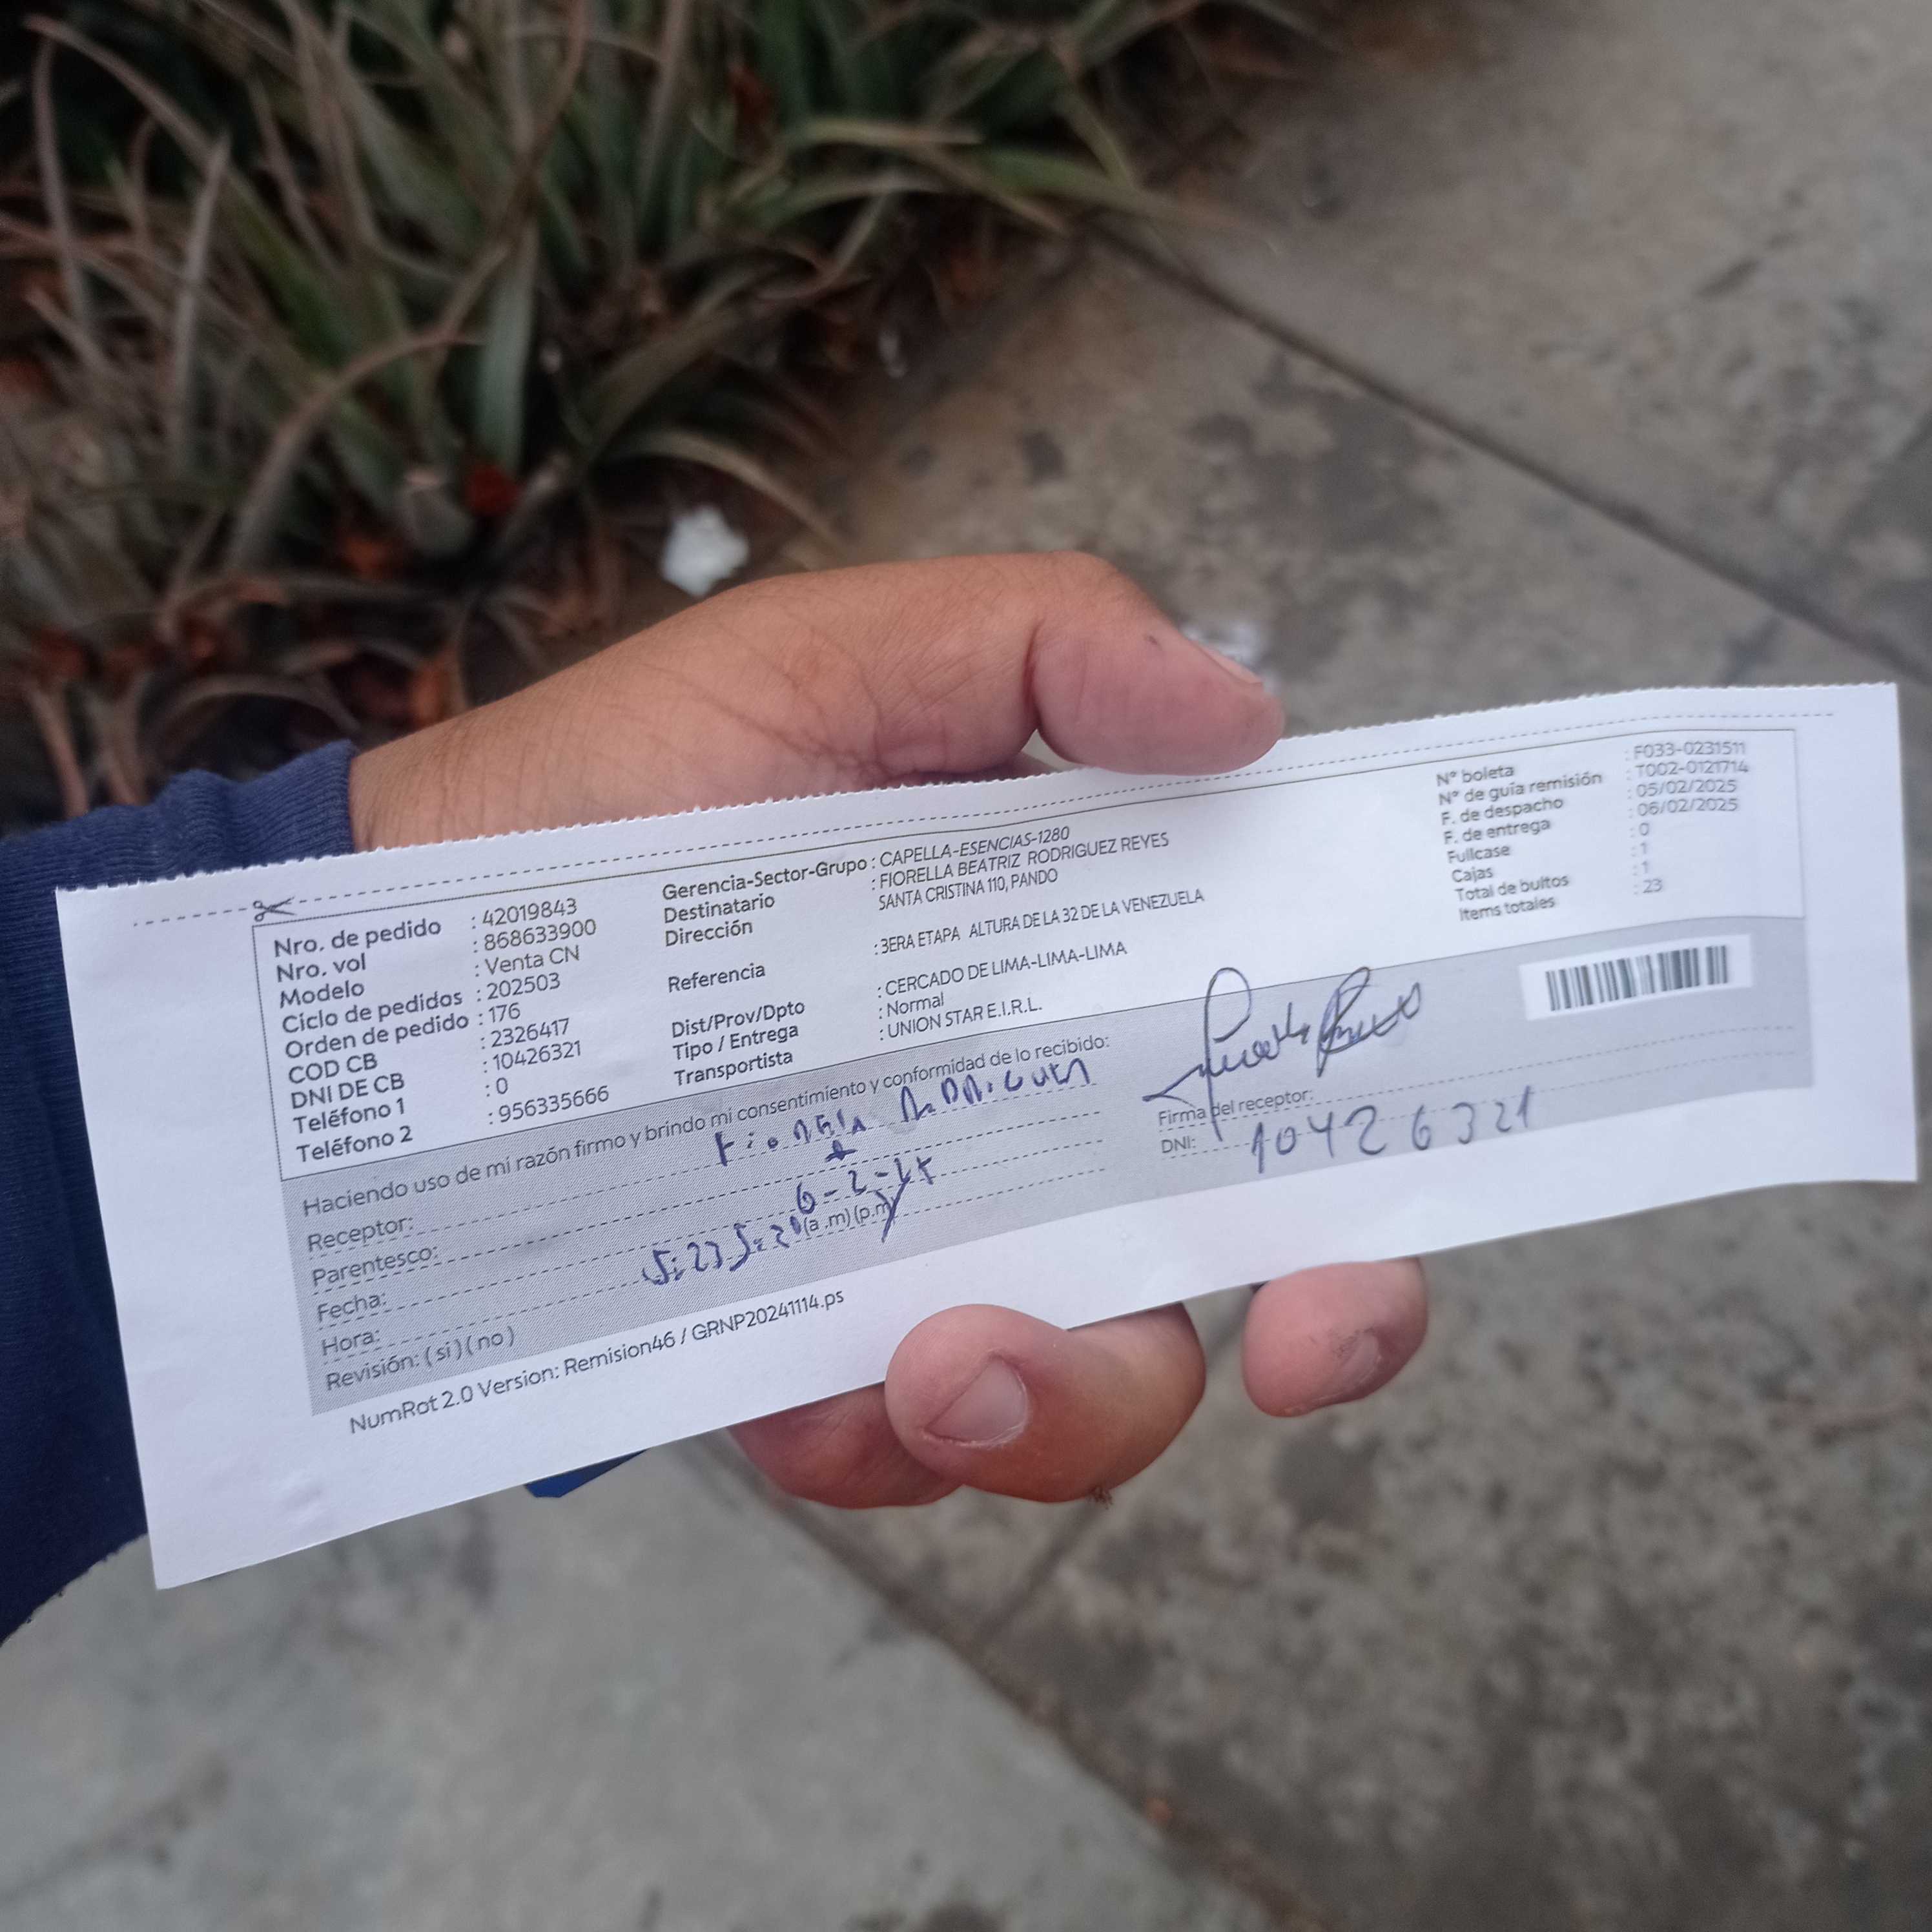 Nro. de pedido : 42019843
Nro. vol : 868633900
Modelo : Venta CN
Ciclo de pedidos : 202503
Orden de pedido : 176
COD CB : 2326417
DNI DE CB : 10426321
Teléfono 1 : 0
Teléfono 2 : 956335666
Gerencia-Sector-Grupo : CAPELLA-ESENCIAS-1280
Destinatario : FIORELLA BEATRIZ RODRIGUEZ REYES
Dirección SANTA CRISTINA 110, PANDO
Referencia : 3ERA ETAPA ALTURA DE LA 32 DE LA VENEZUELA
Dist/Prov/Dpto : CERCADO DE LIMA-LIMA-LIMA
Tipo / Entrega : Normal
Transportista : UNION STAR E.I.R.L.
N° boleta : F033-0231511
N° de guía remisión : T002-0121714
F. de despacho : 05/02/2025
F. de entrega : 06/02/2025
Fullcase : 0
Cajas : 1
Total de bultos : 1
Items totales : 23
Haciendo uso de mi razón firmo y brindo mi consentimiento y conformidad de lo recibido:
Receptor:
Parentesco:
Fecha: 6-2-25
Hora: 5:23 (a.m) (p.m)
Revisión: ( si ) ( no )
Firma del receptor:
DNI: 10426321
NumRot 2.0 Version: Remision46 / GRNP20241114.ps